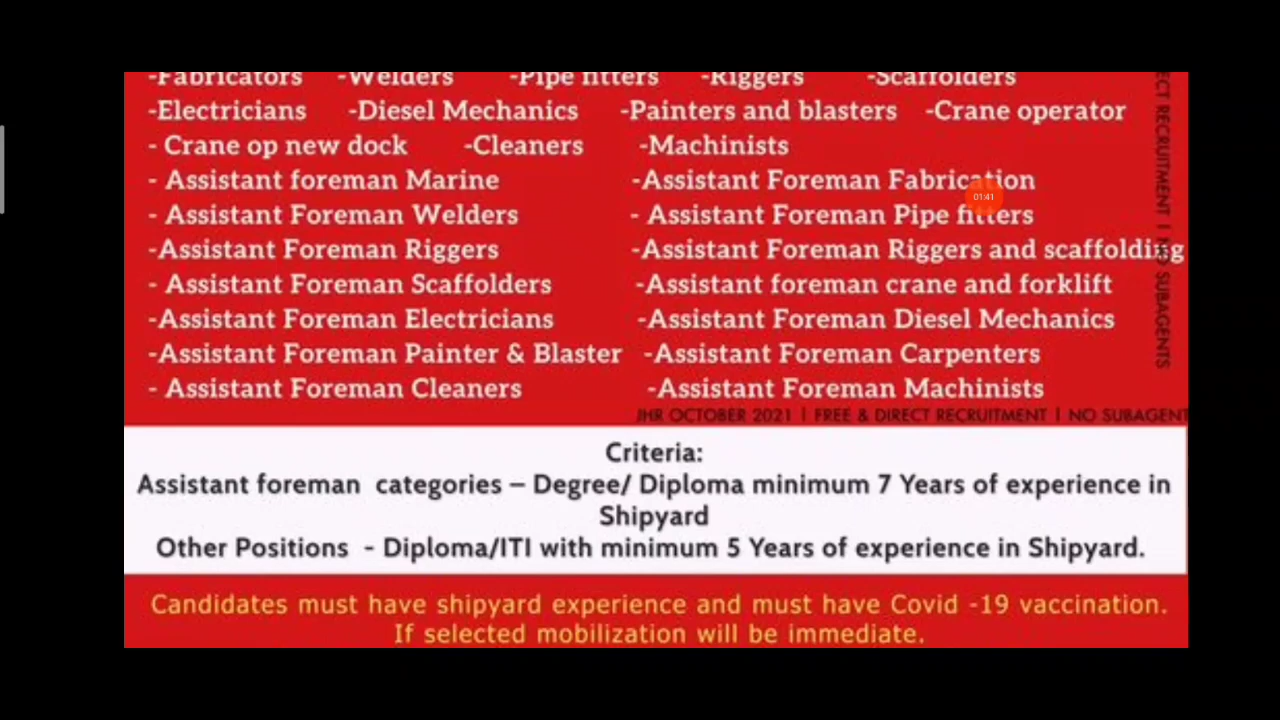 -Fabricators -Welders -Pipe fitters -Riggers -Scaffolders
-Electricians -Diesel Mechanics -Painters and blasters -Crane operator
- Crane op new dock -Cleaners -Machinists
- Assistant foreman Marine -Assistant Foreman Fabrication
- Assistant Foreman Welders - Assistant Foreman Pipe fitters
-Assistant Foreman Riggers -Assistant Foreman Riggers and scaffolding
- Assistant Foreman Scaffolders -Assistant foreman crane and forklift
-Assistant Foreman Electricians -Assistant Foreman Diesel Mechanics
-Assistant Foreman Painter & Blaster -Assistant Foreman Carpenters
- Assistant Foreman Cleaners -Assistant Foreman Machinists
01:41
ECT RECRUITMENT | NO SUBAGENTS
JHR OCTOBER 2021 | FREE & DIRECT RECRUITMENT | NO SUBAGENT
Criteria:
Assistant foreman categories – Degree/ Diploma minimum 7 Years of experience in
Shipyard
Other Positions - Diploma/ITI with minimum 5 Years of experience in Shipyard.
Candidates must have shipyard experience and must have Covid -19 vaccination.
If selected mobilization will be immediate.